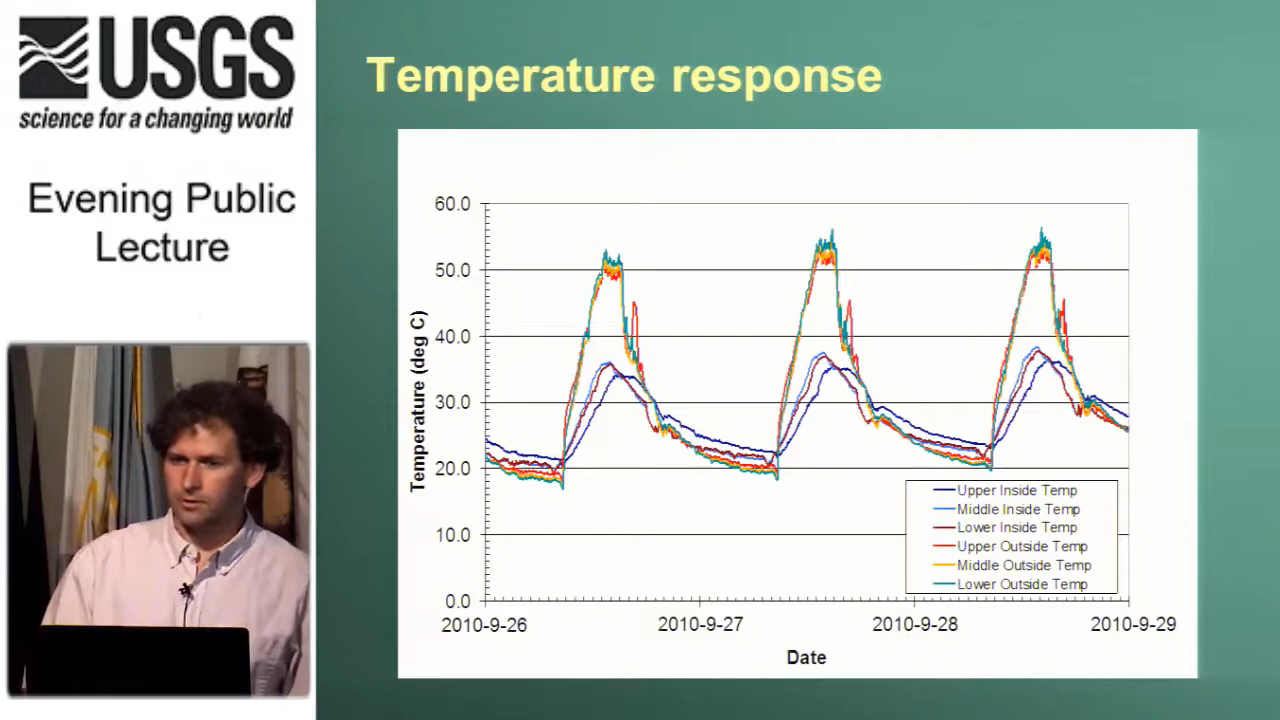 USGS
science for a changing world
Evening Public
Lecture
Temperature response
60.0
50.0
40.0
30.0
20.0
10.0
0.0
Temperature (deg C)
2010-9-26
2010-9-27
2010-9-28
2010-9-29
Date
Upper Inside Temp
Middle Inside Temp
Lower Inside Temp
Upper Outside Temp
Middle Outside Temp
Lower Outside Temp